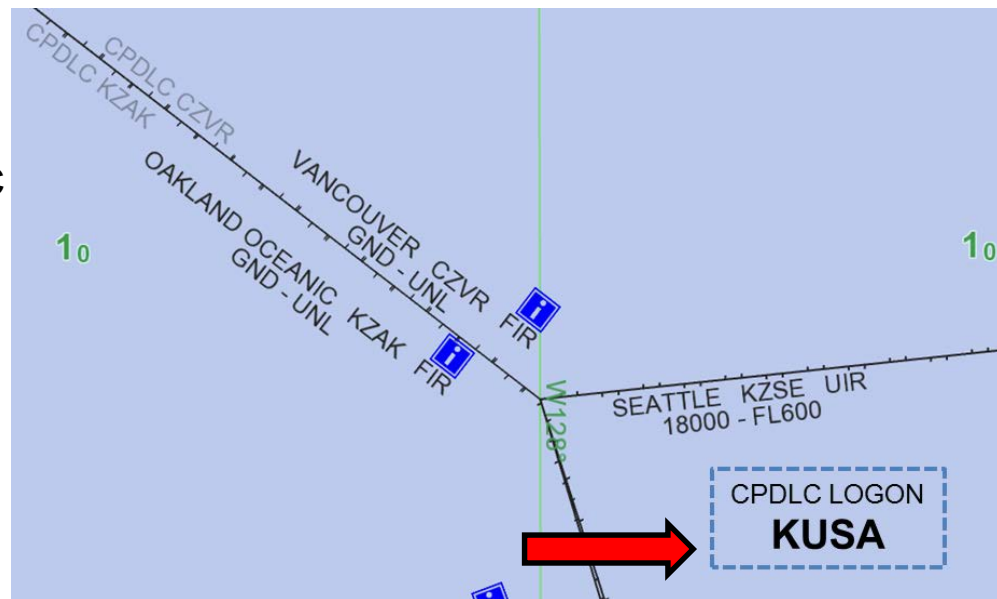 C
CPDLC CZVR
CPDLC KZAK
VANCOUVER CZVR FIR
GND - UNL
OAKLAND OCEANIC KZAK FIR
GND - UNL
10
10
W128°
SEATTLE KZSE UIR
18000 - FL600
CPDLC LOGON
KUSA